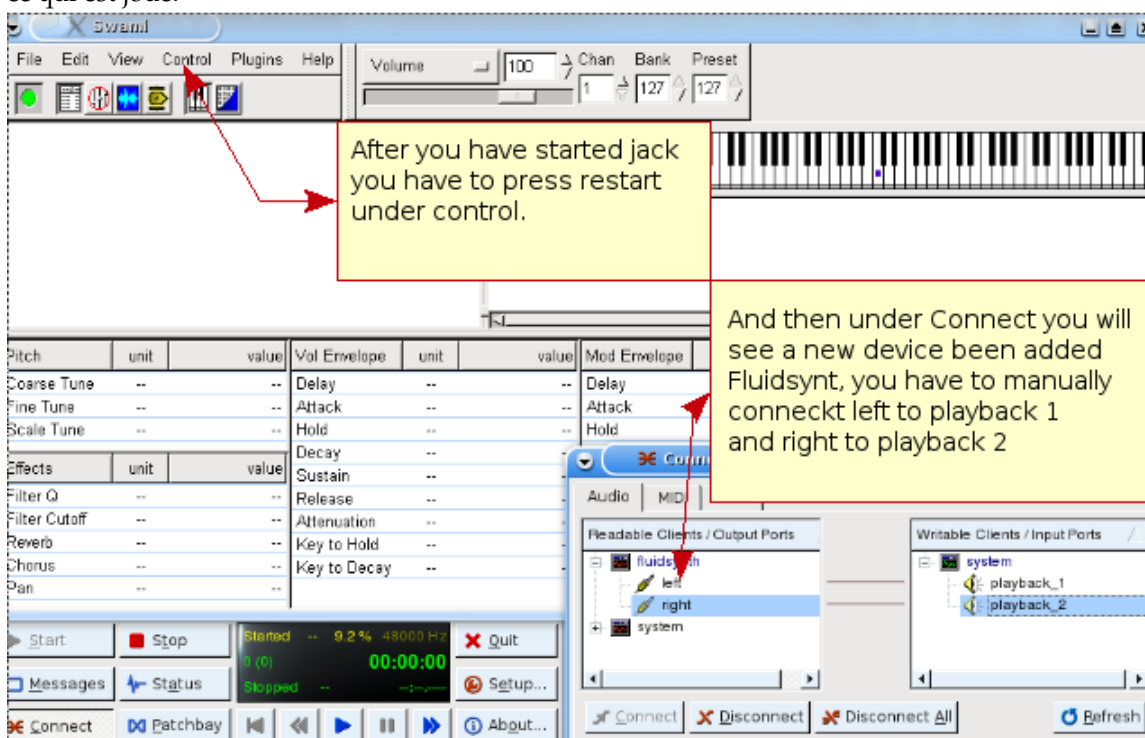 ce qui est joué.
Swami
File Edit View Control Plugins Help
Volume 100 Chan Bank Preset
1 127 127
After you have started jack
you have to press restart
under control.
And then under Connect you will
see a new device been added
Fluidsynt, you have to manually
conneckt left to playback 1
and right to playback 2
Pitch unit value Vol Envelope unit value Mod Envelope
Coarse Tune -- -- Delay -- -- Delay
Fine Tune -- -- Attack -- -- Attack
Scale Tune -- -- Hold -- -- Hold
Decay --
Effects unit value Sustain --
Filter Q -- -- Release --
Filter Cutoff -- -- Attenuation --
Reverb -- -- Key to Hold --
Chorus -- -- Key to Decay --
Pan -- --
Audio MIDI
Readable Clients / Output Ports Writable Clients / Input Ports
fluidsynth system
left playback_1
right playback_2
system
Start Stop Started -- 9.2 % 48000 Hz Quit
0 (0) 00:00:00
Messages Status Stopped -- --:--.---- Setup...
Connect Patchbay About...
Connect Disconnect Disconnect All Refresh